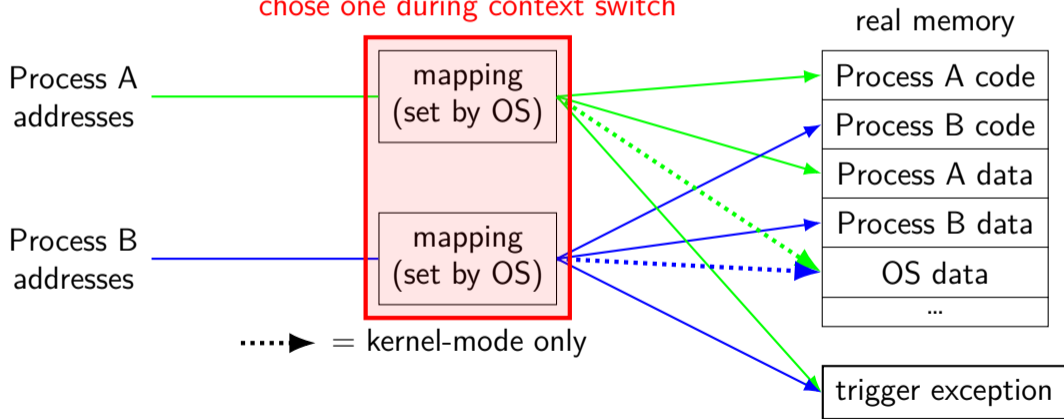 chose one during context switch
real memory
Process A
addresses
mapping
(set by OS)
Process A code
Process B code
Process A data
Process B
addresses
mapping
(set by OS)
Process B data
OS data
...
= kernel-mode only
trigger exception